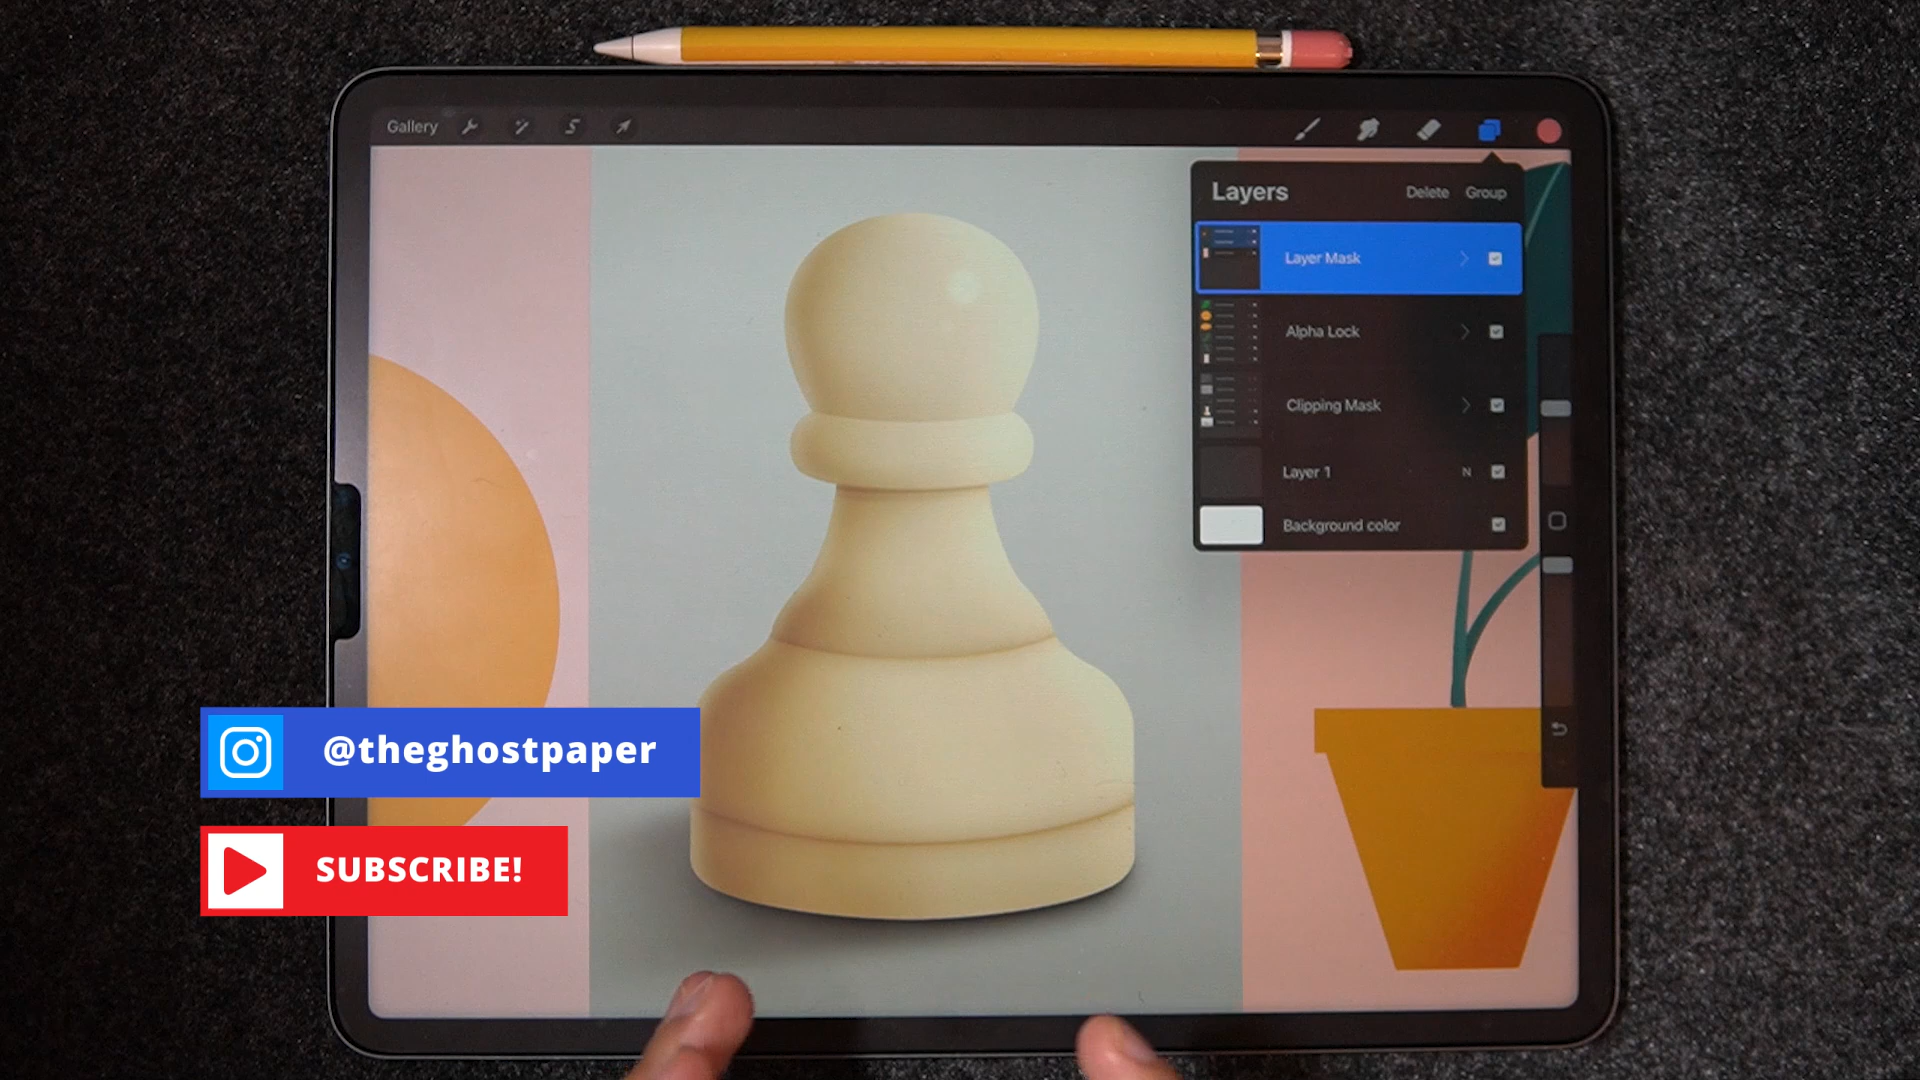 Gallery
Layers Delete Group
Layer Mask
Alpha Lock
Clipping Mask
Layer 1 N
Background color
@theghostpaper
SUBSCRIBE!